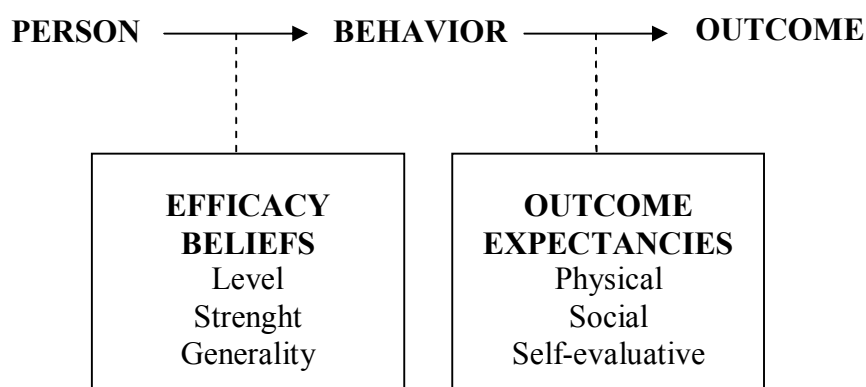 PERSON BEHAVIOR OUTCOME
EFFICACY
BELIEFS
Level
Strenght
Generality
OUTCOME
EXPECTANCIES
Physical
Social
Self-evaluative